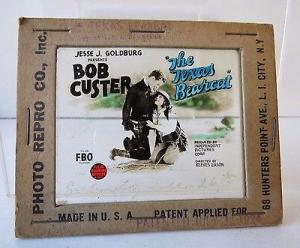 JESSE J. GOLDBURG
PRESENTS
BOB
CUSTER
"The
Texas
Bearcat"
PRODUCED BY
INDEPENDENT
PICTURES
CORP.
DIRECTED BY
REEVES EASON
FBO
PHOTO REPRO CO., Inc.
68 HUNTERS POINT AVE., L. I. CITY, N.Y.
MADE IN U.S.A. PATENT APPLIED FOR